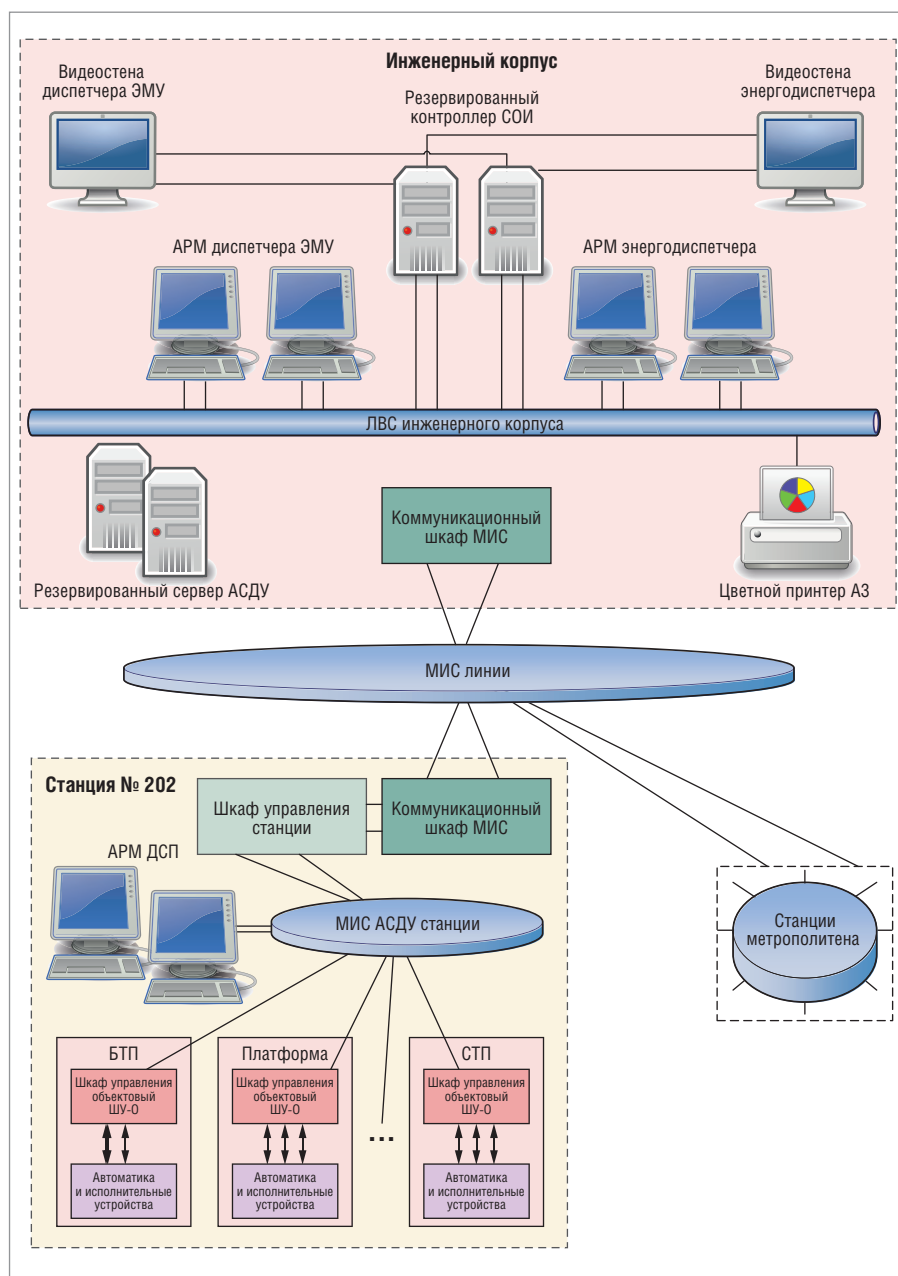 Инженерный корпус
Видеостена
диспетчера ЭМУ
Резервированный
контроллер СОИ
Видеостена
энергодиспетчера
АРМ диспетчера ЭМУ
АРМ энергодиспетчера
ЛВС инженерного корпуса
Коммуникационный
шкаф МИС
Резервированный сервер АСДУ
Цветной принтер А3
МИС линии
Станция № 202
Шкаф управления
станции
Коммуникационный
шкаф МИС
АРМ ДСП
МИС АСДУ станции
Станции
метрополитена
БТП
Шкаф управления
объектовый
ШУ-О
Автоматика
и исполнительные
устройства
Платформа
Шкаф управления
объектовый
ШУ-О
Автоматика
и исполнительные
устройства
...
СТП
Шкаф управления
объектовый
ШУ-О
Автоматика
и исполнительные
устройства